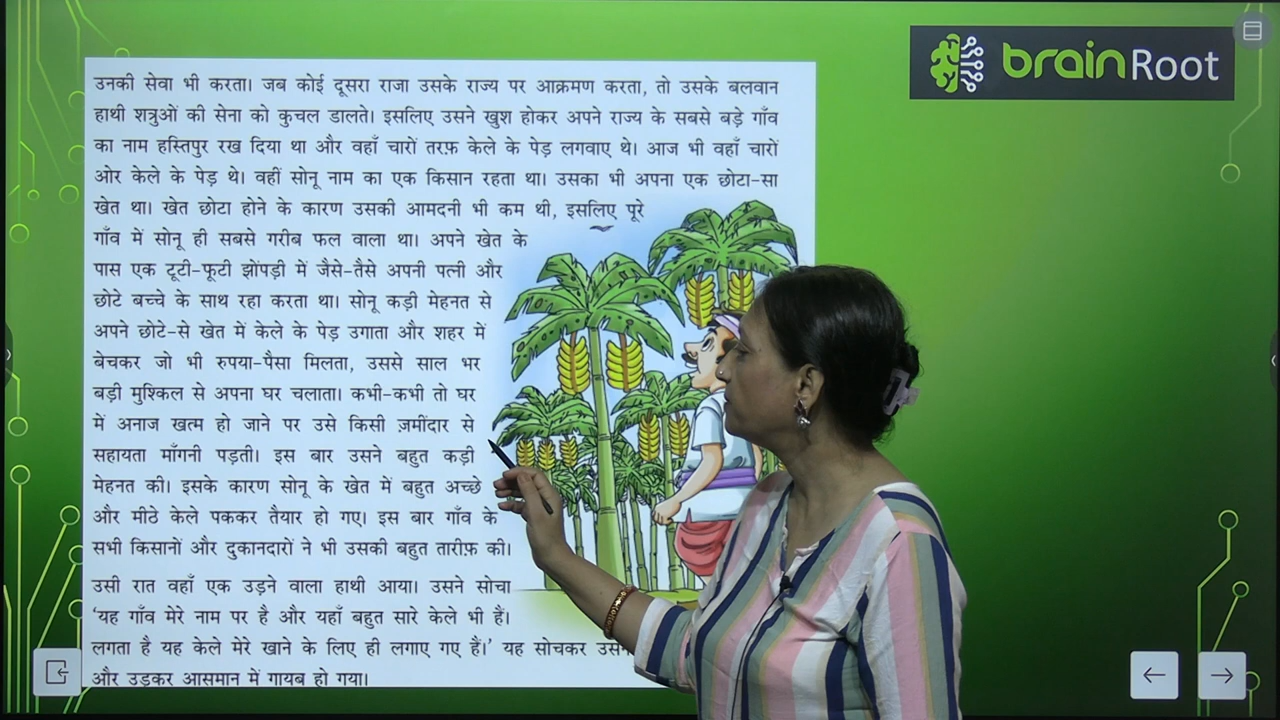 brainRoot
उनकी सेवा भी करता। जब कोई दूसरा राजा उसके राज्य पर आक्रमण करता, तो उसके बलवान
हाथी शत्रुओं की सेना को कुचल डालते। इसलिए उसने खुश होकर अपने राज्य के सबसे बड़े गाँव
का नाम हस्तिपुर रख दिया था और वहाँ चारों तरफ़ केले के पेड़ लगवाए थे। आज भी वहाँ चारों
ओर केले के पेड़ थे। वहीं सोनू नाम का एक किसान रहता था। उसका भी अपना एक छोटा-सा
खेत था। खेत छोटा होने के कारण उसकी आमदनी भी कम थी, इसलिए पूरे
गाँव में सोनू ही सबसे गरीब फल वाला था। अपने खेत के
पास एक टूटी-फूटी झोंपड़ी में जैसे-तैसे अपनी पत्नी और
छोटे बच्चे के साथ रहा करता था। सोनू कड़ी मेहनत से
अपने छोटे-से खेत में केले के पेड़ उगाता और शहर में
बेचकर जो भी रुपया-पैसा मिलता, उससे साल भर
बड़ी मुश्किल से अपना घर चलाता। कभी-कभी तो घर
में अनाज खत्म हो जाने पर उसे किसी ज़मींदार से
सहायता माँगनी पड़ती। इस बार उसने बहुत कड़ी
मेहनत की। इसके कारण सोनू के खेत में बहुत अच्छे
और मीठे केले पककर तैयार हो गए। इस बार गाँव के
सभी किसानों और दुकानदारों ने भी उसकी बहुत तारीफ़ की।
उसी रात वहाँ एक उड़ने वाला हाथी आया। उसने सोचा
‘यह गाँव मेरे नाम पर है और यहाँ बहुत सारे केले भी हैं।
लगता है यह केले मेरे खाने के लिए ही लगाए गए हैं।’ यह सोचकर
और उड़कर आसमान में गायब हो गया।